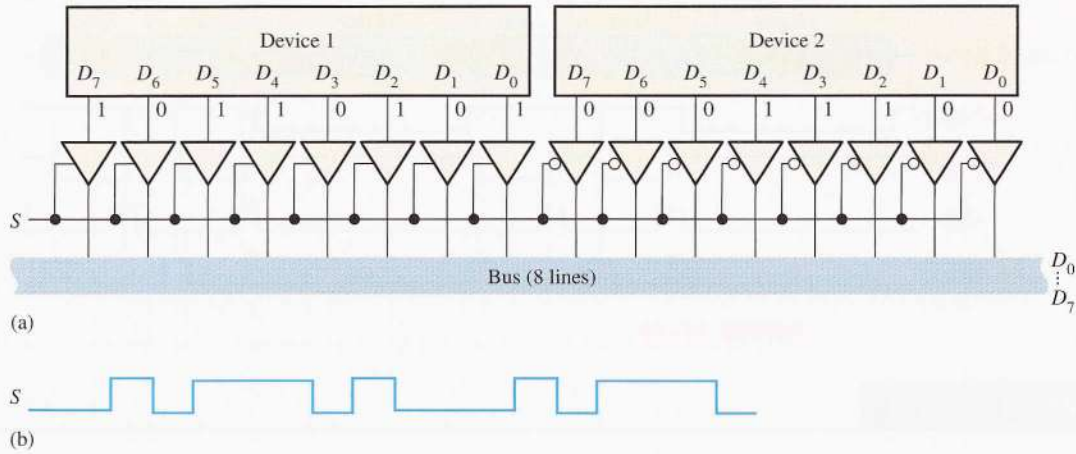 Device 1 Device 2
D7 D6 D5 D4 D3 D2 D1 D0 D7 D6 D5 D4 D3 D2 D1 D0
1 0 1 1 0 1 0 1 0 0 0 1 1 1 0 0
S
Bus (8 lines)
D0
⋮
D7
(a)
S
(b)